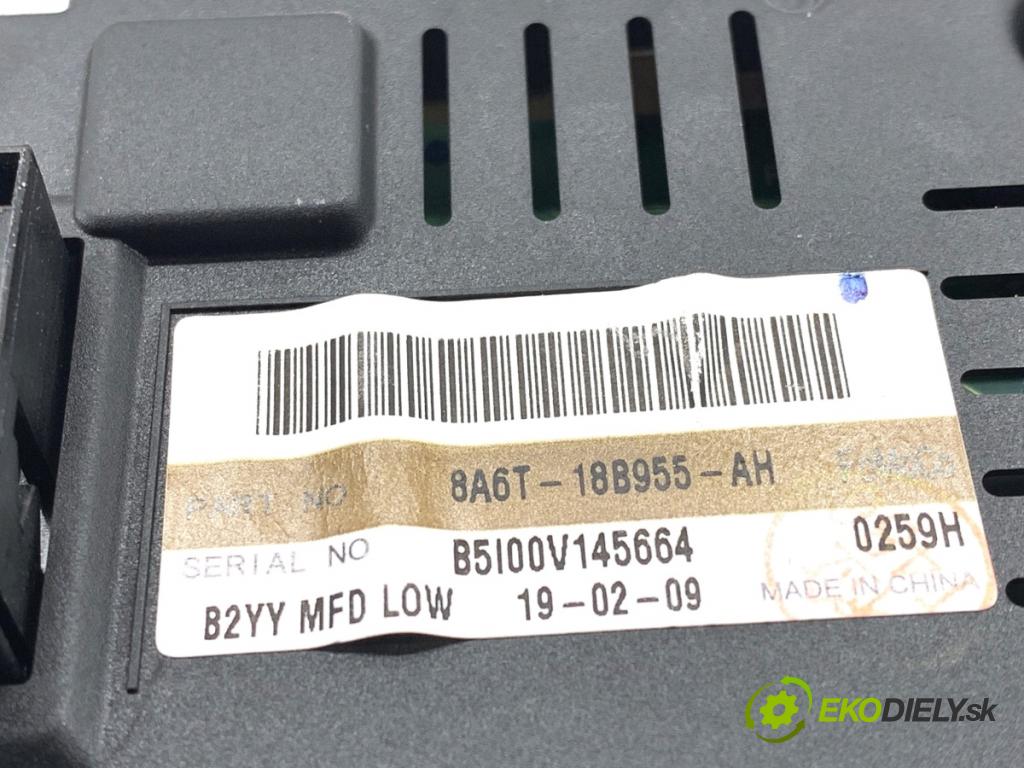 PART NO 8A6T-18B955-AH
SERIAL NO B5I00V145664 0259H
B2YY MFD LOW 19-02-09 MADE IN CHINA
EKODIELY.sk